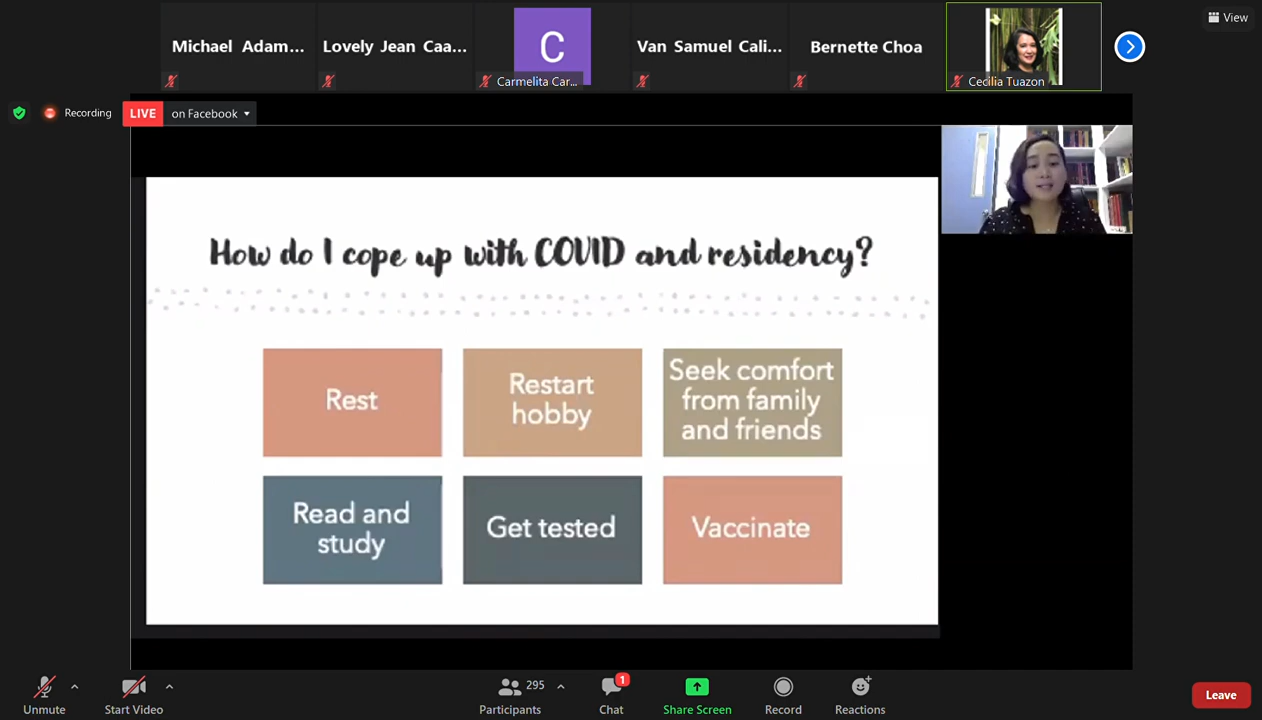 Michael Adam...
Lovely Jean Caa...
C
Carmelita Car...
Van Samuel Cali...
Bernette Choa
Cecilia Tuazon
View
Recording
LIVE
on Facebook
How do I cope up with COVID and residency?
Rest
Restart
hobby
Seek comfort
from family
and friends
Read and
study
Get tested
Vaccinate
Unmute
Start Video
295
Participants
1
Chat
Share Screen
Record
Reactions
Leave